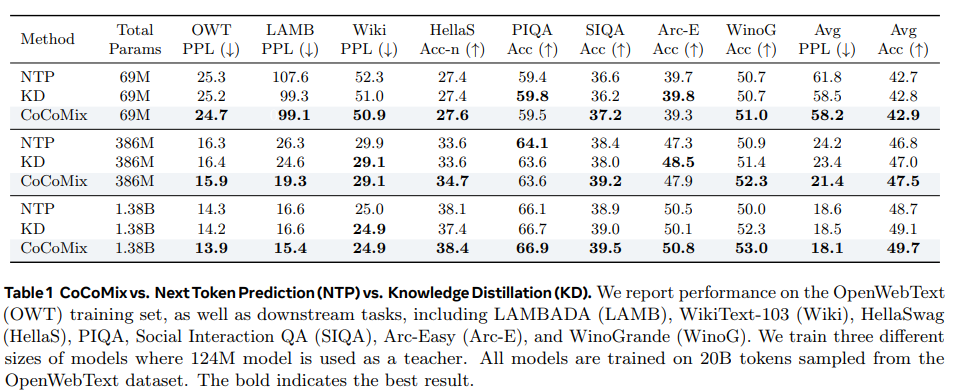 Method Total Params OWT PPL (↓) LAMB PPL (↓) Wiki PPL (↓) HellaS Acc-n (↑) PIQA Acc (↑) SIQA Acc (↑) Arc-E Acc (↑) WinoG Acc (↑) Avg PPL (↓) Avg Acc (↑)
NTP 69M 25.3 107.6 52.3 27.4 59.4 36.6 39.7 50.7 61.8 42.7
KD 69M 25.2 99.3 51.0 27.4 59.8 36.2 39.8 50.7 58.5 42.8
CoCoMix 69M 24.7 99.1 50.9 27.6 59.5 37.2 39.3 51.0 58.2 42.9
NTP 386M 16.3 26.3 29.9 33.6 64.1 38.4 47.3 50.9 24.2 46.8
KD 386M 16.4 24.6 29.1 33.6 63.6 38.0 48.5 51.4 23.4 47.0
CoCoMix 386M 15.9 19.3 29.1 34.7 63.6 39.2 47.9 52.3 21.4 47.5
NTP 1.38B 14.3 16.6 25.0 38.1 66.1 38.9 50.5 50.0 18.6 48.7
KD 1.38B 14.2 16.6 24.9 37.4 66.7 39.0 50.1 52.3 18.5 49.1
CoCoMix 1.38B 13.9 15.4 24.9 38.4 66.9 39.5 50.8 53.0 18.1 49.7
Table 1 CoCoMix vs. Next Token Prediction (NTP) vs. Knowledge Distillation (KD). We report performance on the OpenWebText
(OWT) training set, as well as downstream tasks, including LAMBADA (LAMB), WikiText-103 (Wiki), HellaSwag
(HellaS), PIQA, Social Interaction QA (SIQA), Arc-Easy (Arc-E), and WinoGrande (WinoG). We train three different
sizes of models where 124M model is used as a teacher. All models are trained on 20B tokens sampled from the
OpenWebText dataset. The bold indicates the best result.